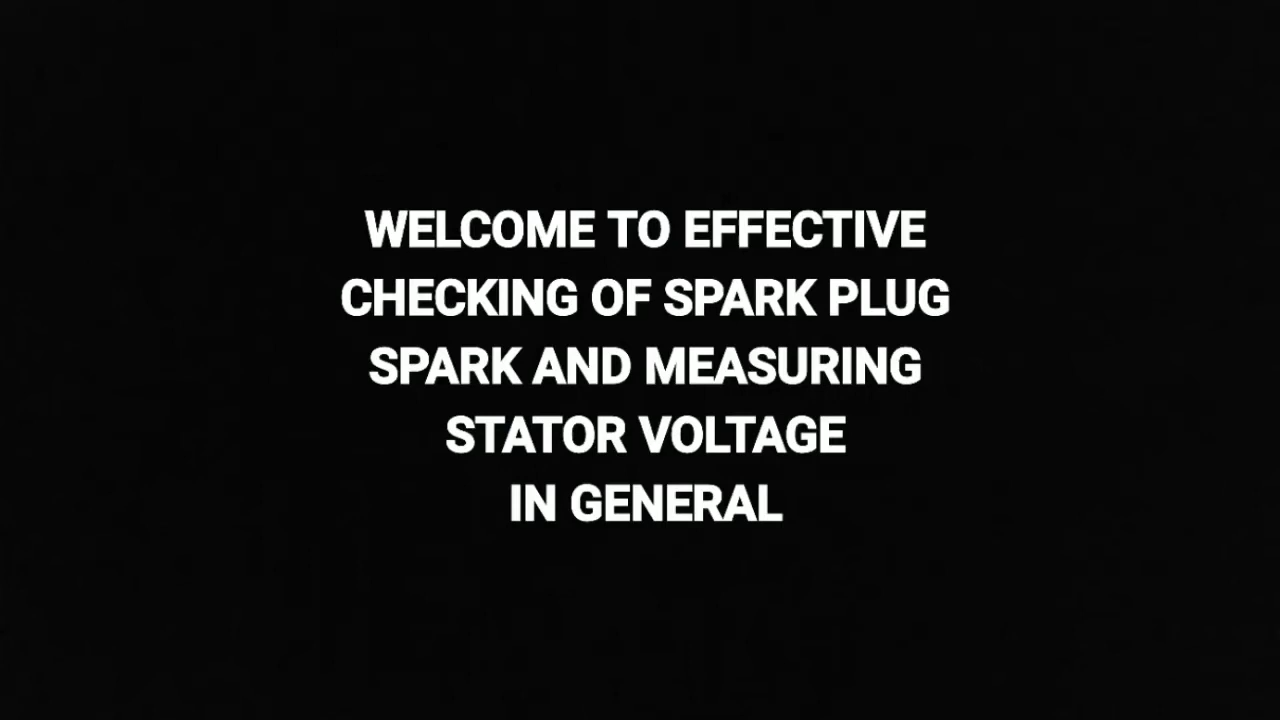 WELCOME TO EFFECTIVE
CHECKING OF SPARK PLUG
SPARK AND MEASURING
STATOR VOLTAGE
IN GENERAL